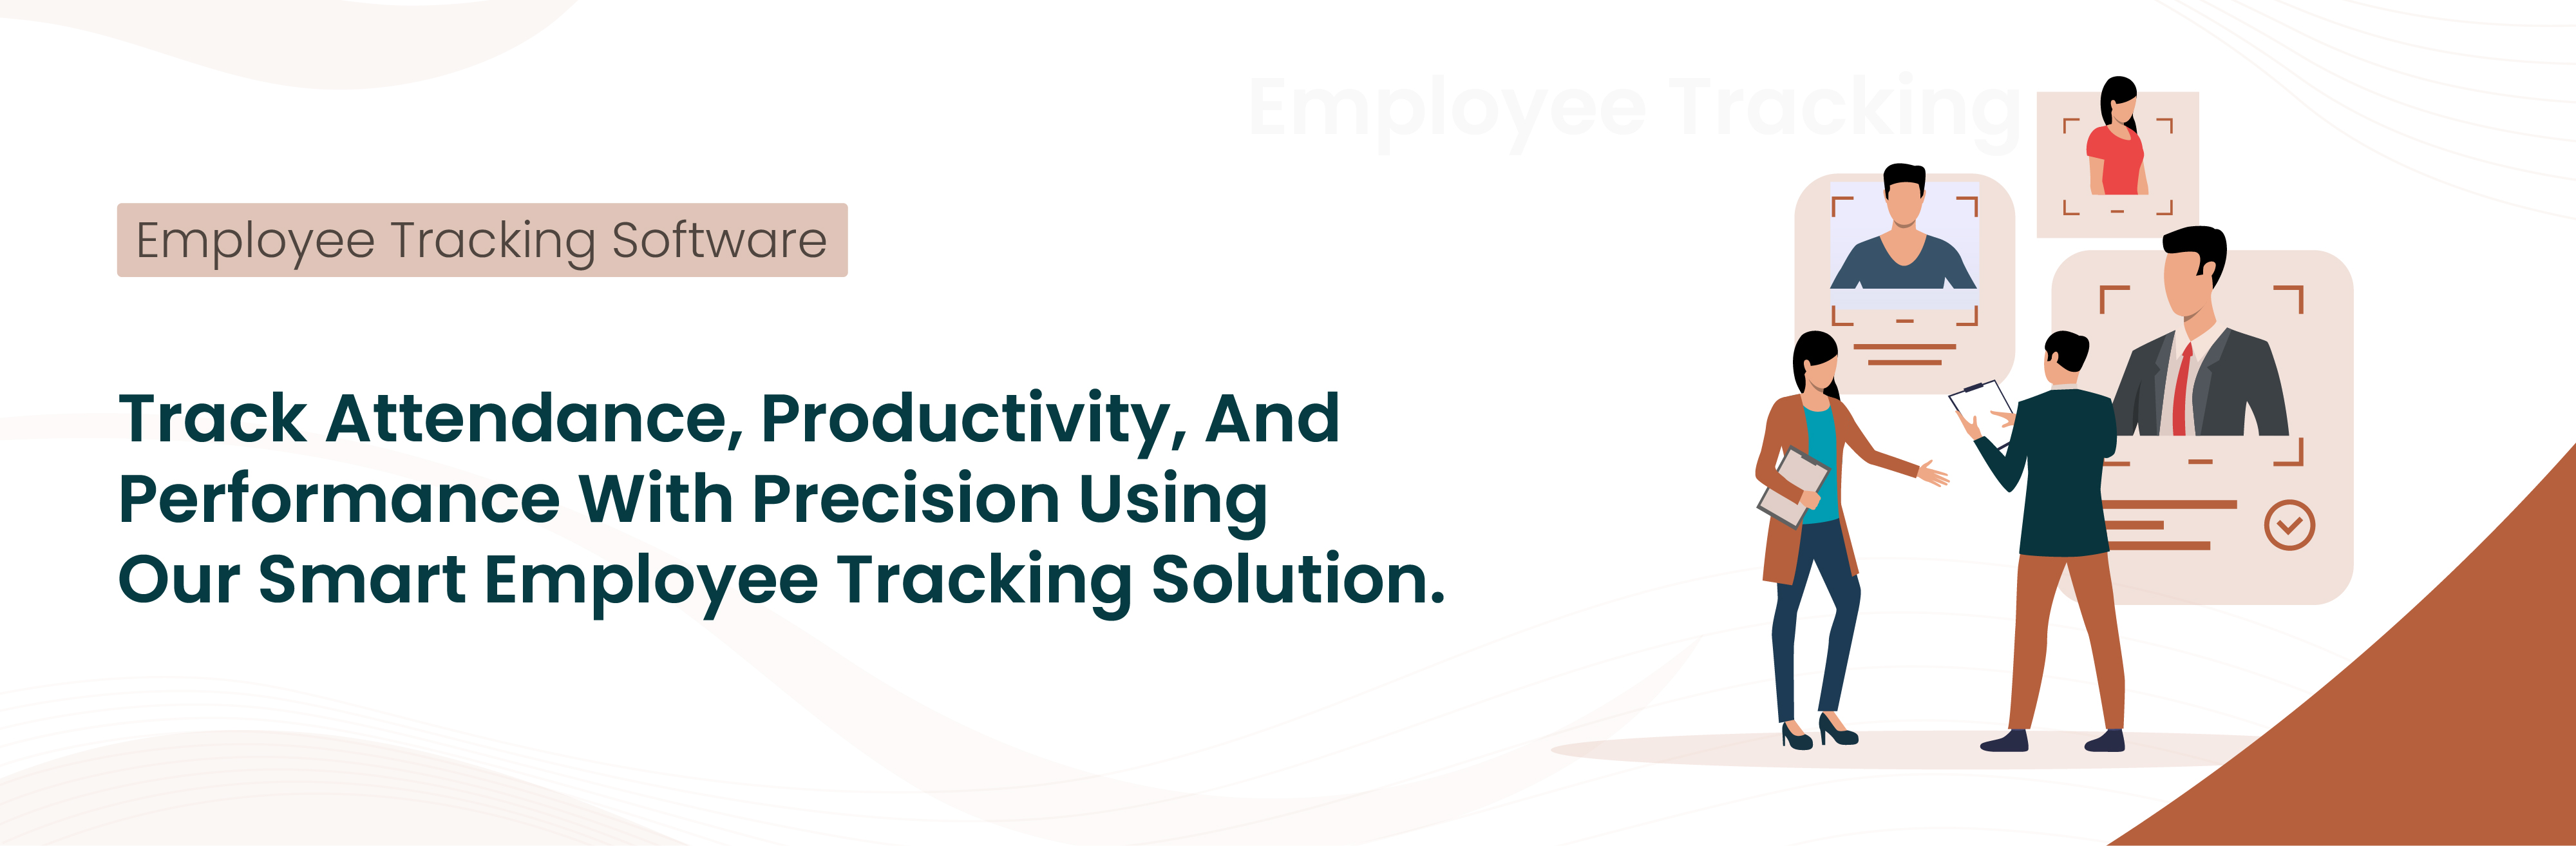 Employee Tracking
Employee Tracking Software
Track Attendance, Productivity, And
Performance With Precision Using
Our Smart Employee Tracking Solution.